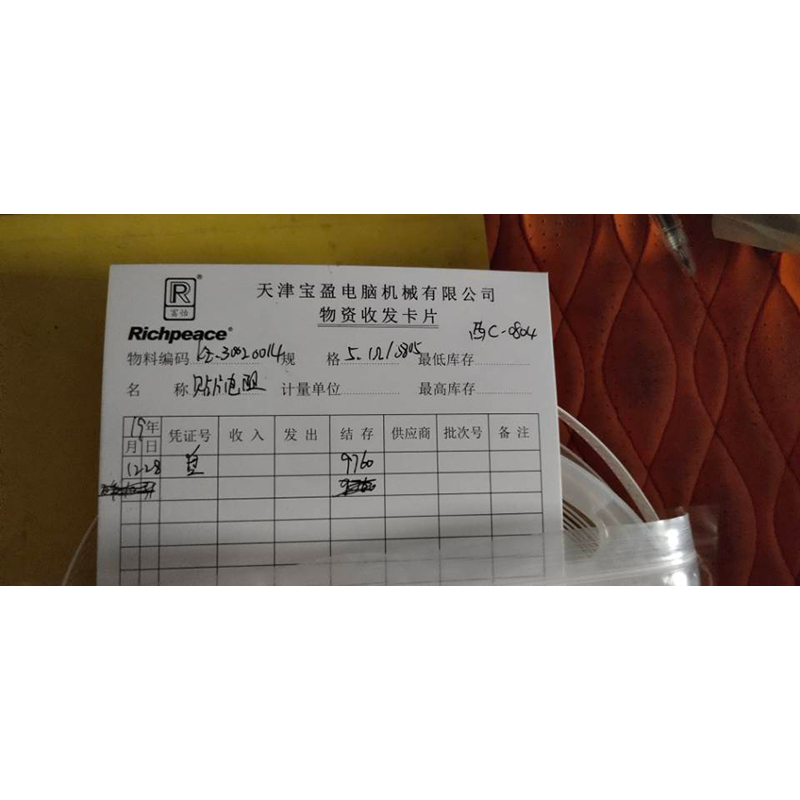 R®
富怡
Richpeace®
天津宝盈电脑机械有限公司
物资收发卡片
西C-0804
物料编码 规格 5.1Ω/0805 最低库存
名称 贴片电阻 计量单位 最高库存
19年 凭证号 收入 发出 结存 供应商 批次号 备注
月 日
12 28 9760